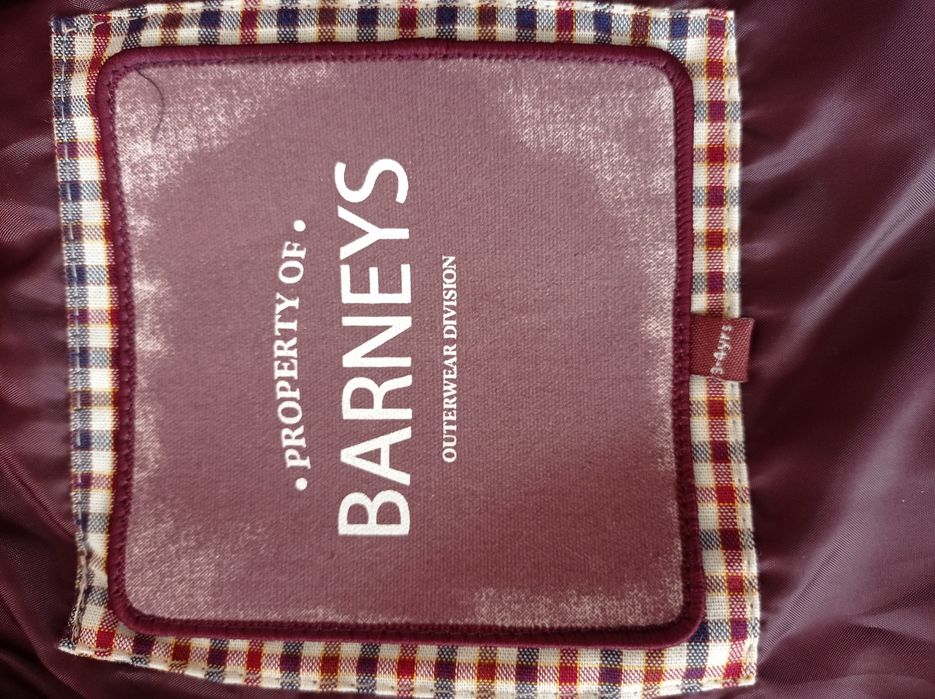 • PROPERTY OF •
BARNEYS
OUTERWEAR DIVISION
3-4yrs